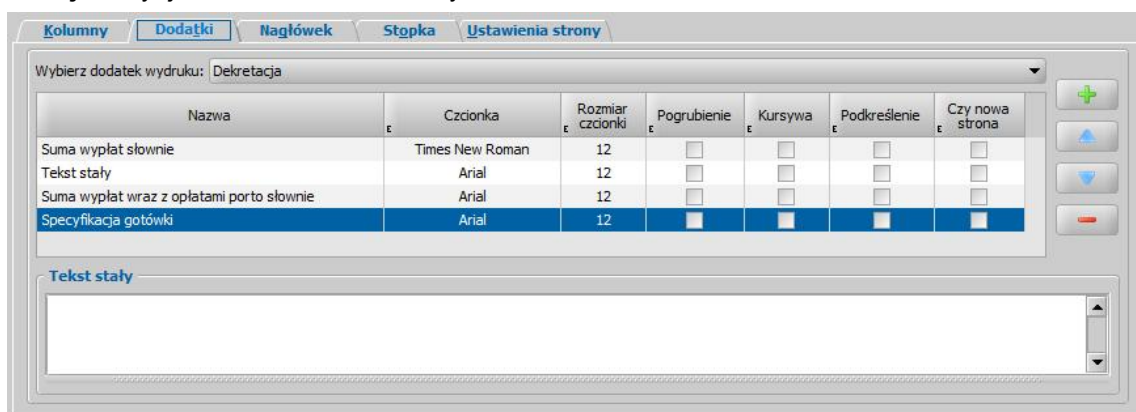 Kolumny Dodatki Nagłówek Stopka Ustawienia strony
Wybierz dodatek wydruku: Dekretacja
Nazwa Czcionka Rozmiar czcionki Pogrubienie Kursywa Podkreślenie Czy nowa strona
Suma wypłat słownie Times New Roman 12
Tekst stały Arial 12
Suma wypłat wraz z opłatami porto słownie Arial 12
Specyfikacja gotówki Arial 12
Tekst stały